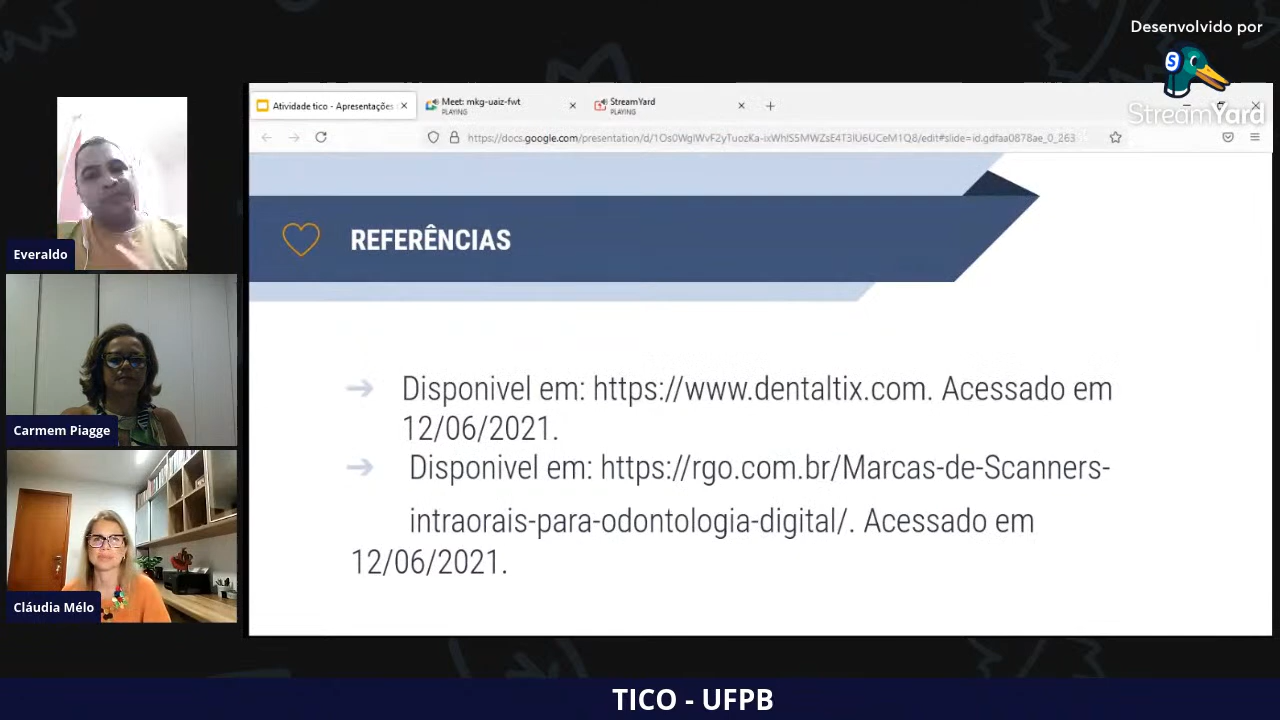 Desenvolvido por
StreamYard
Atividade tico - Apresentações
Meet: mkg-uaiz-fwt
PLAYING
StreamYard
PLAYING
REFERÊNCIAS
Disponivel em: https://www.dentaltix.com. Acessado em
12/06/2021.
Disponivel em: https://rgo.com.br/Marcas-de-Scanners-
intraorais-para-odontologia-digital/. Acessado em
12/06/2021.
Everaldo
Carmem Piagge
Cláudia Mélo
TICO - UFPB